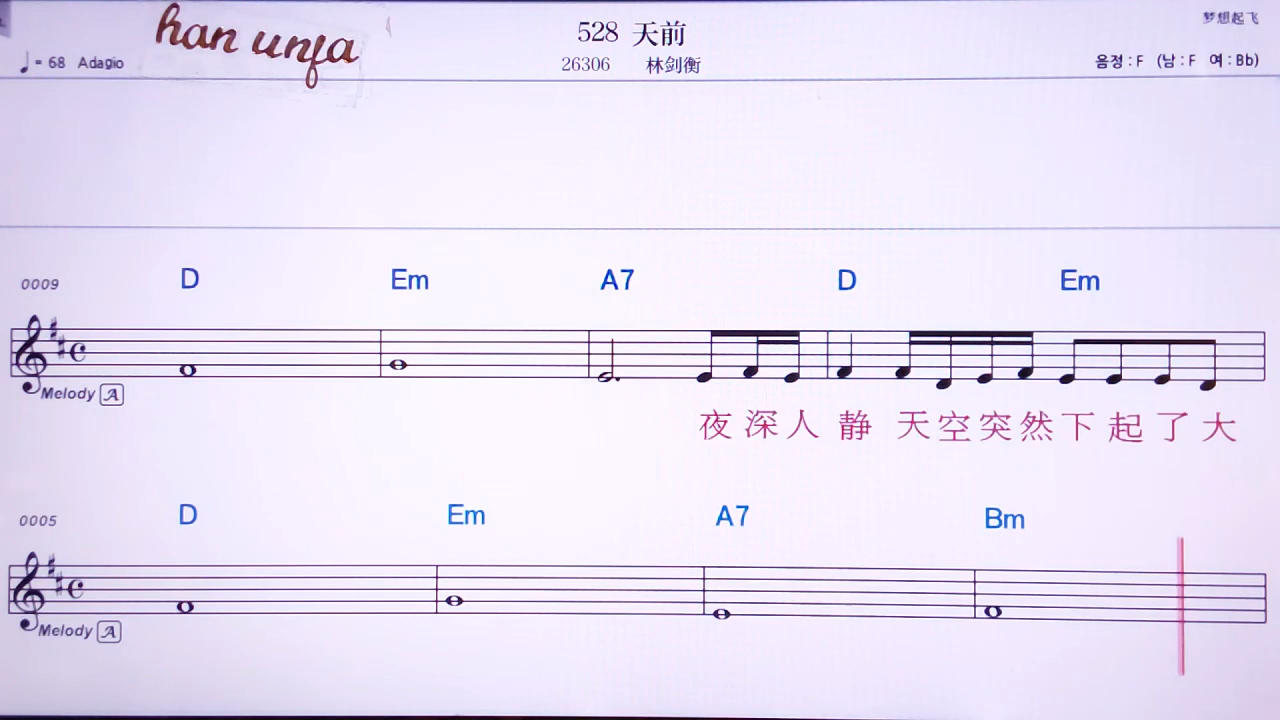 han unfa
528 天前
梦想起飞
♩= 68 Adagio
26306 林剑衡
음정 : F (남 : F 여 : Bb)
0009 D Em A7 D Em
Melody A
夜深人静 天空突然下起了大
0005 D Em A7 Bm
Melody A